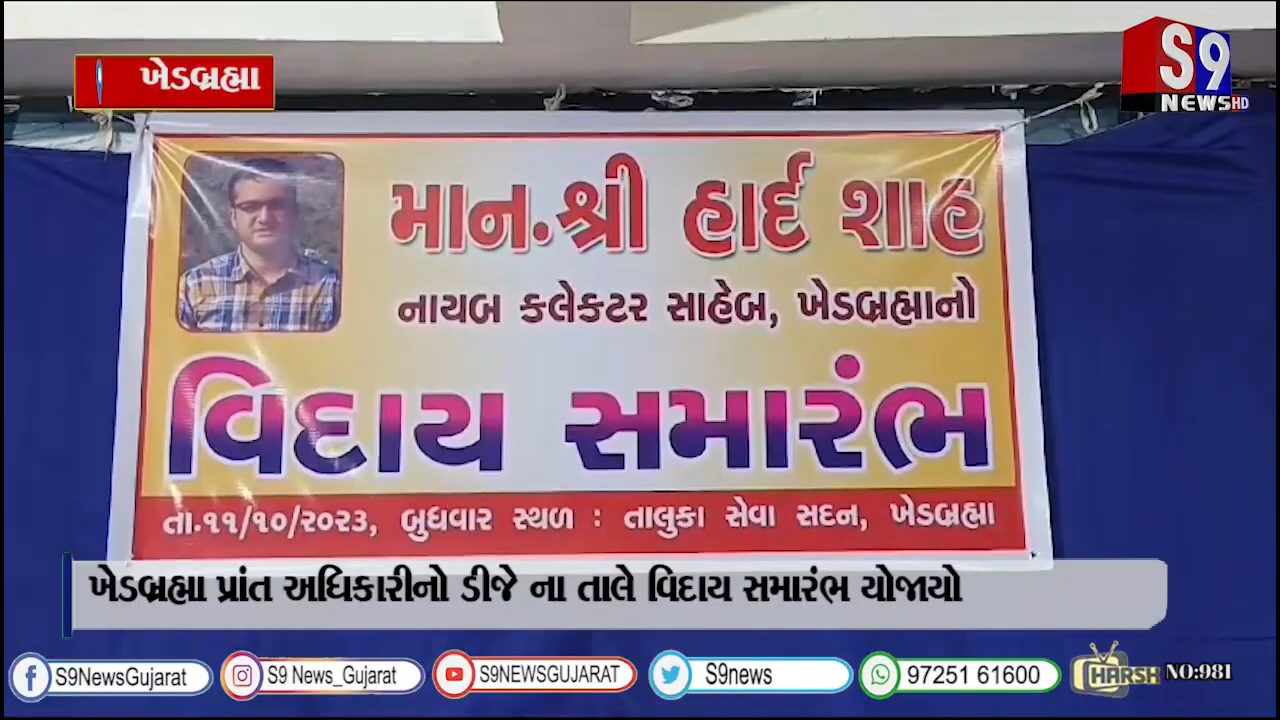 ખેડબ્રહ્મા
S9
NEWS HD
માન.શ્રી હાર્દ શાહ
નાયબ કલેકટર સાહેબ, ખેડબ્રહ્માનો
વિદાય સમારંભ
તા.૧૧/૧૦/૨૦૨૩, બુધવાર સ્થળ : તાલુકા સેવા સદન, ખેડબ્રહ્મા
ખેડબ્રહ્મા પ્રાંત અધિકારીનો ડીજે ના તાલે વિદાય સમારંભ યોજાયો
S9NewsGujarat
S9 News_Gujarat
S9NEWSGUJARAT
S9news
97251 61600
HARSH
NO:981